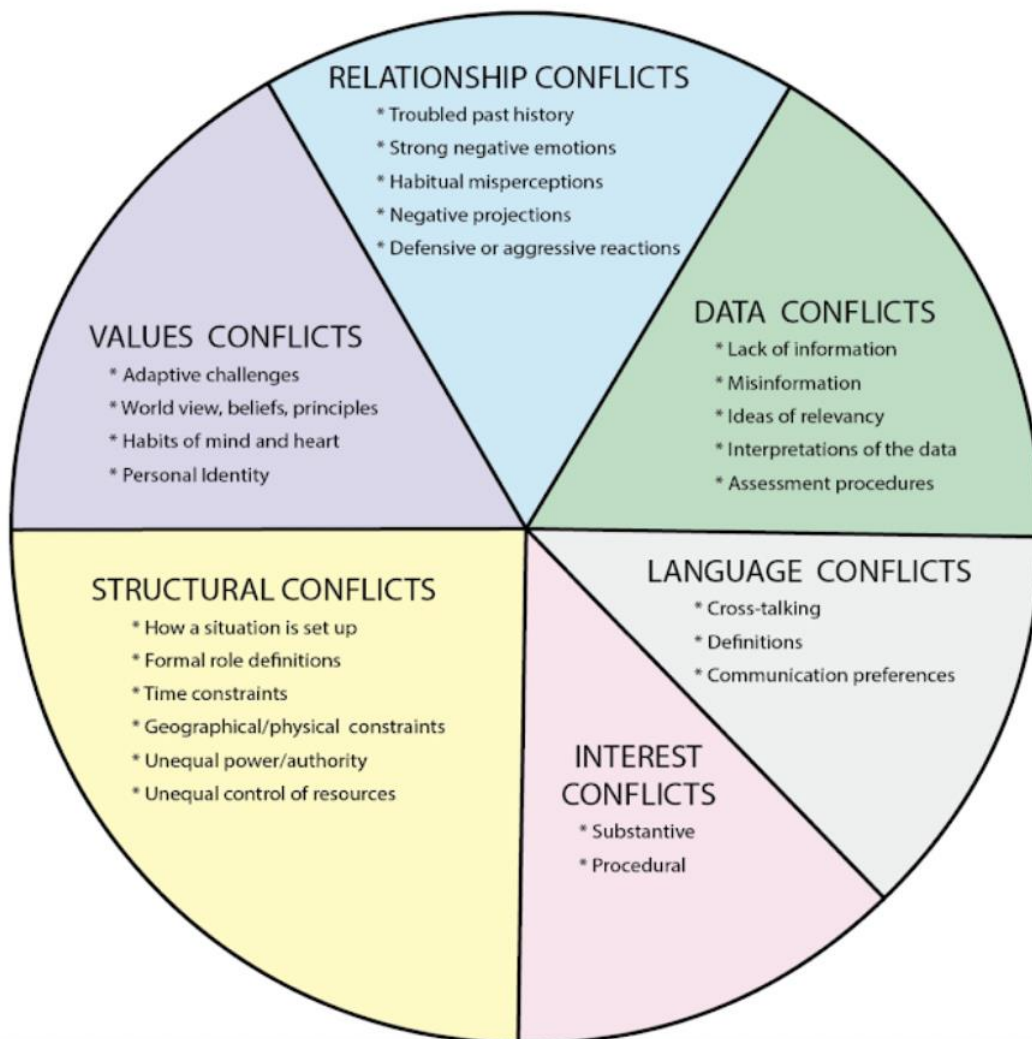 RELATIONSHIP CONFLICTS
* Troubled past history
* Strong negative emotions
* Habitual misperceptions
* Negative projections
* Defensive or aggressive reactions
DATA CONFLICTS
* Lack of information
* Misinformation
* Ideas of relevancy
* Interpretations of the data
* Assessment procedures
LANGUAGE CONFLICTS
* Cross-talking
* Definitions
* Communication preferences
INTEREST
CONFLICTS
* Substantive
* Procedural
STRUCTURAL CONFLICTS
* How a situation is set up
* Formal role definitions
* Time constraints
* Geographical/physical constraints
* Unequal power/authority
* Unequal control of resources
VALUES CONFLICTS
* Adaptive challenges
* World view, beliefs, principles
* Habits of mind and heart
* Personal Identity